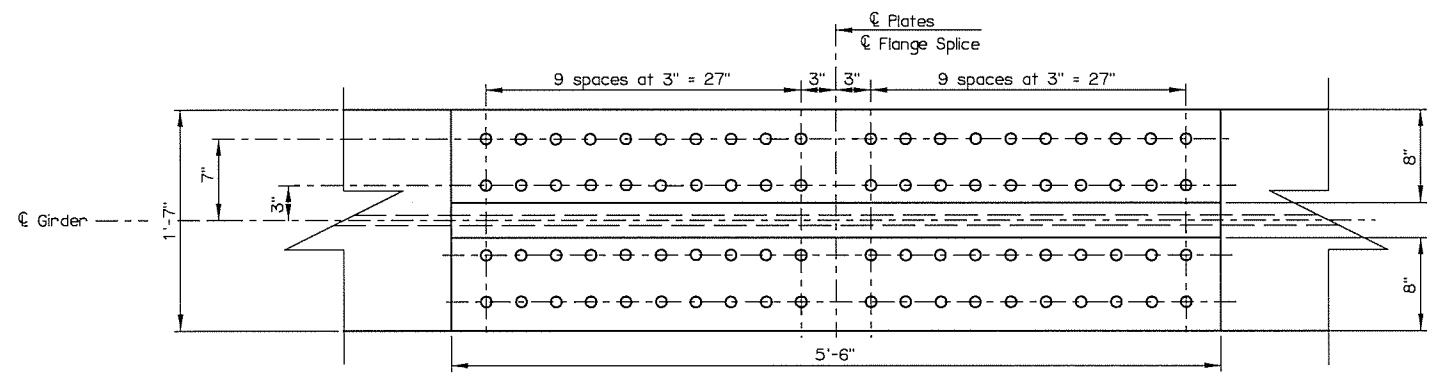 ℄ Plates
℄ Flange Splice
9 spaces at 3" = 27"
3"
3"
9 spaces at 3" = 27"
7"
3"
8"
℄ Girder
1'-7"
8"
5'-6"